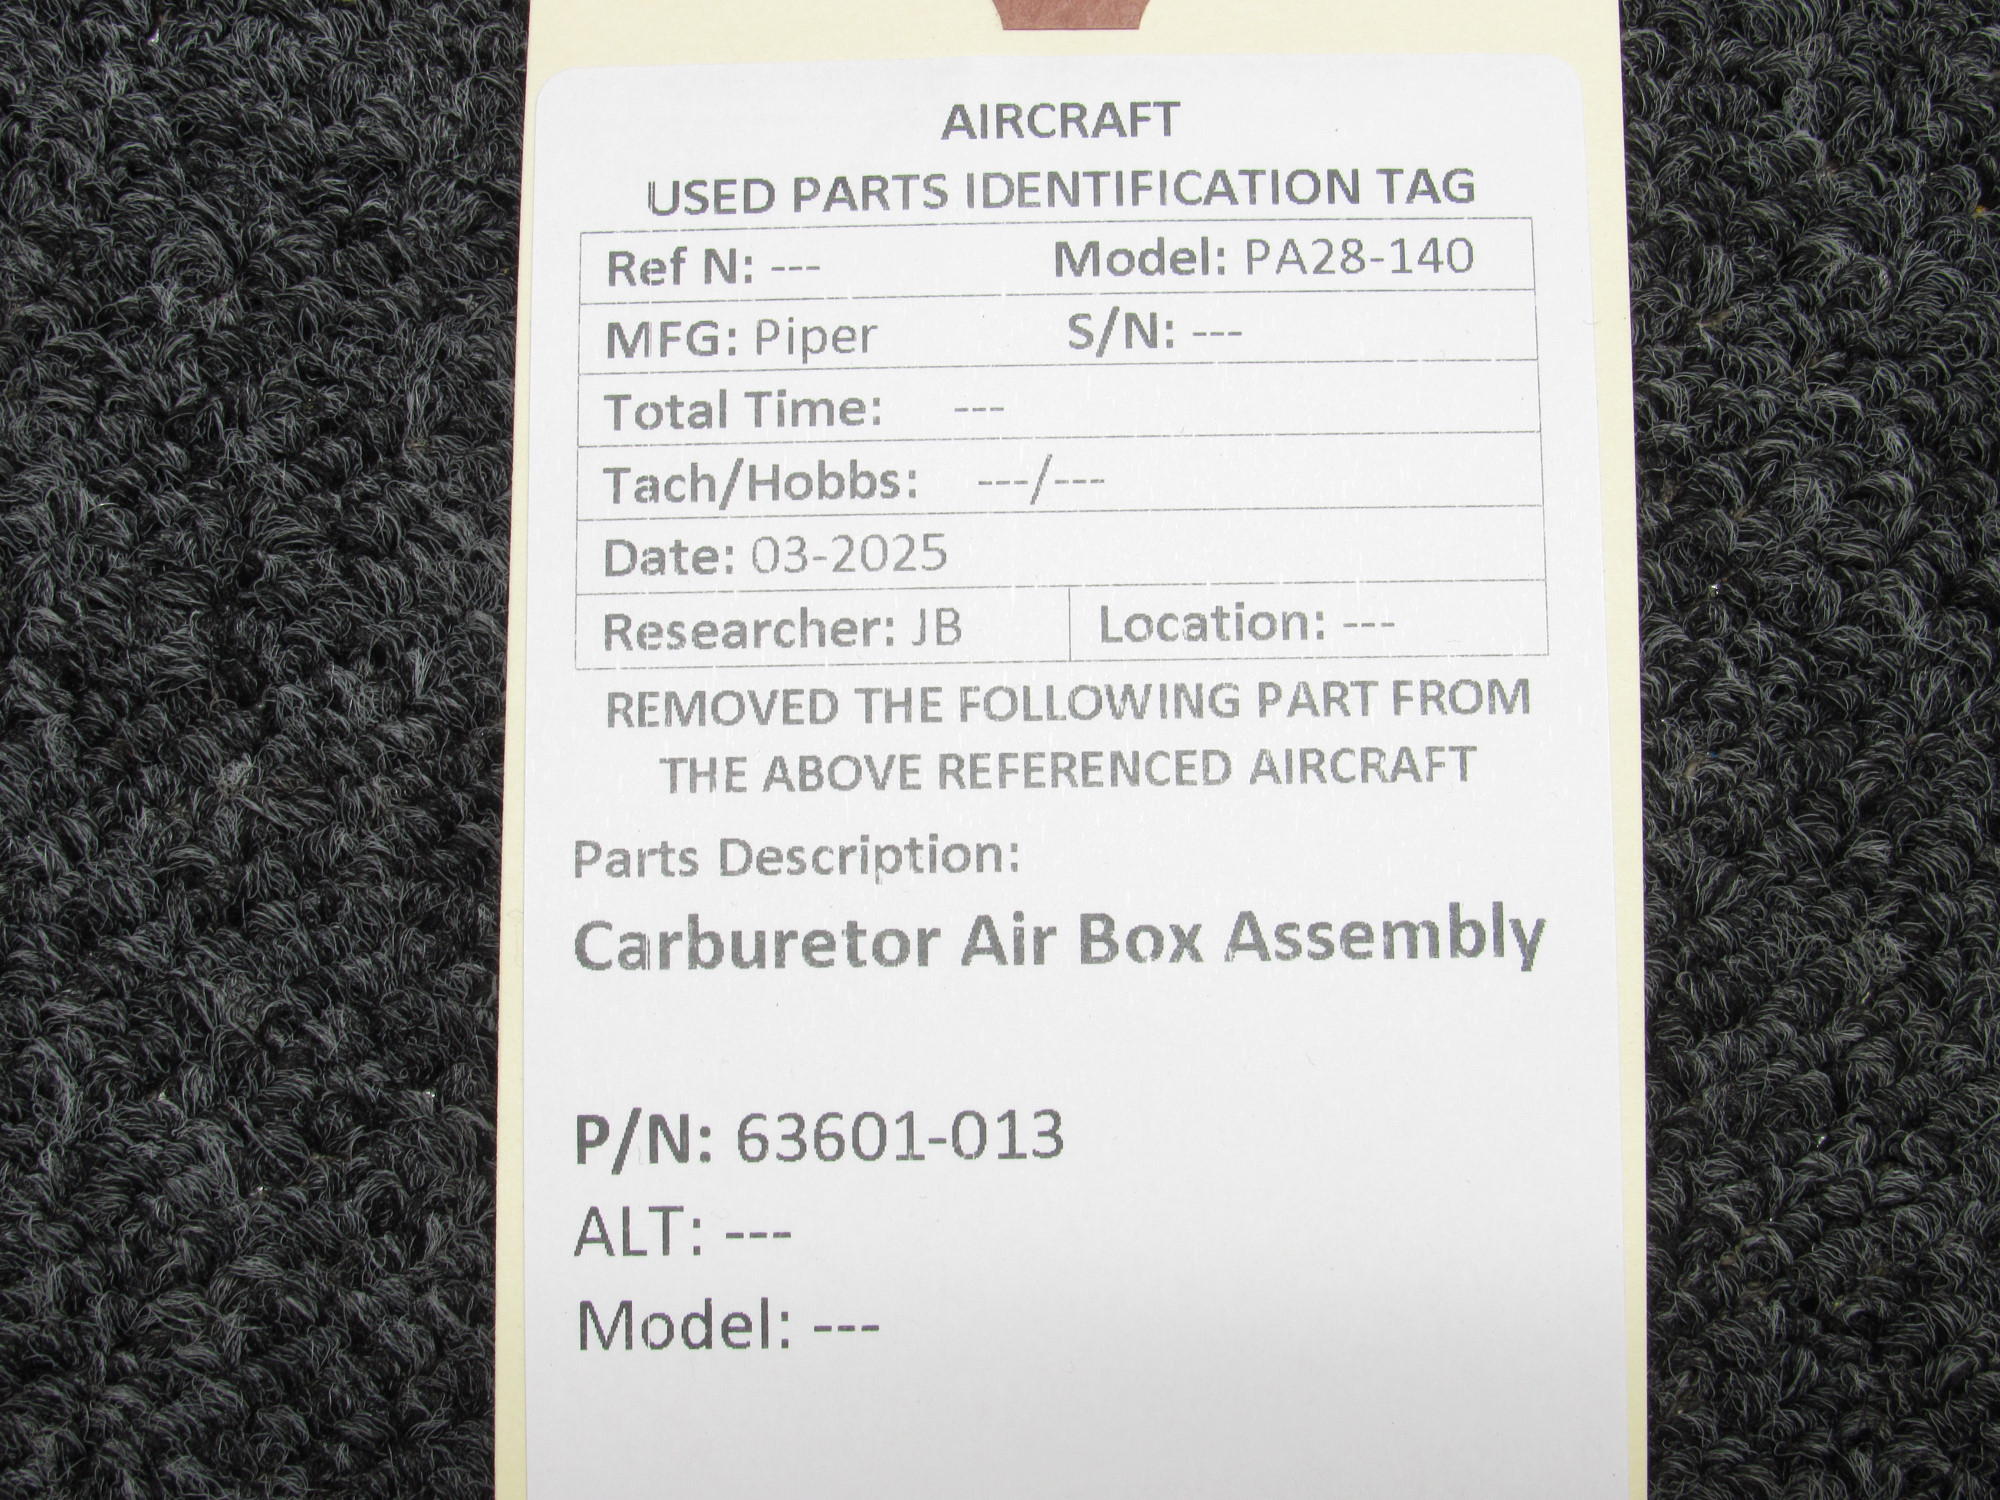 AIRCRAFT
USED PARTS IDENTIFICATION TAG
Ref N: --- Model: PA28-140
MFG: Piper S/N: ---
Total Time: ---
Tach/Hobbs: ---/---
Date: 03-2025
Researcher: JB Location: ---
REMOVED THE FOLLOWING PART FROM
THE ABOVE REFERENCED AIRCRAFT
Parts Description:
Carburetor Air Box Assembly
P/N: 63601-013
ALT: ---
Model: ---